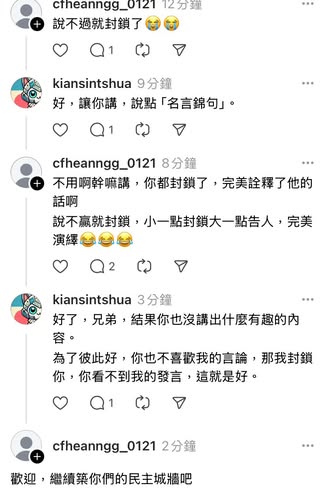 cfheanngg_0121 12分鐘
說不過就封鎖了😭😭
1
kiansintshua 9分鐘
好，讓你講，說點「名言錦句」。
1
cfheanngg_0121 8分鐘
不用啊幹嘛講，你都封鎖了，完美詮釋了他的
話啊
說不贏就封鎖，小一點封鎖大一點告人，完美
演繹😂😂😂
2
kiansintshua 3分鐘
好了，兄弟，結果你也沒講出什麼有趣的內
容。
為了彼此好，你也不喜歡我的言論，那我封鎖
你，你看不到我的發言，這就是好。
1
cfheanngg_0121 2分鐘
歡迎，繼續築你們的民主城牆吧